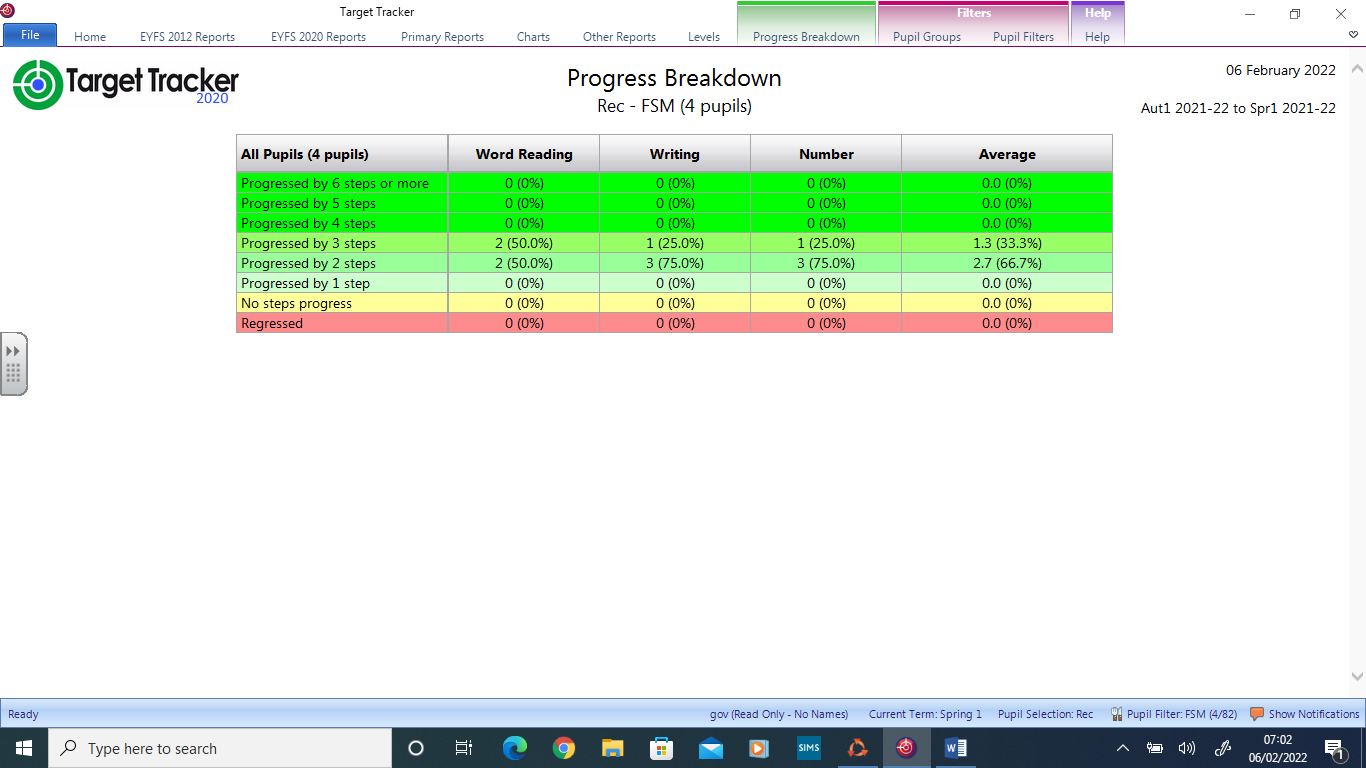 Target Tracker
Filters
Help
File Home EYFS 2012 Reports EYFS 2020 Reports Primary Reports Charts Other Reports Levels Progress Breakdown Pupil Groups Pupil Filters Help
Target Tracker
2020
Progress Breakdown
Rec - FSM (4 pupils)
06 February 2022
Aut1 2021-22 to Spr1 2021-22
All Pupils (4 pupils) Word Reading Writing Number Average
Progressed by 6 steps or more 0 (0%) 0 (0%) 0 (0%) 0.0 (0%)
Progressed by 5 steps 0 (0%) 0 (0%) 0 (0%) 0.0 (0%)
Progressed by 4 steps 0 (0%) 0 (0%) 0 (0%) 0.0 (0%)
Progressed by 3 steps 2 (50.0%) 1 (25.0%) 1 (25.0%) 1.3 (33.3%)
Progressed by 2 steps 2 (50.0%) 3 (75.0%) 3 (75.0%) 2.7 (66.7%)
Progressed by 1 step 0 (0%) 0 (0%) 0 (0%) 0.0 (0%)
No steps progress 0 (0%) 0 (0%) 0 (0%) 0.0 (0%)
Regressed 0 (0%) 0 (0%) 0 (0%) 0.0 (0%)
Ready gov (Read Only - No Names) Current Term: Spring 1 Pupil Selection: Rec Pupil Filter: FSM (4/82) Show Notifications
Type here to search
SIMS
W
07:02
06/02/2022
1